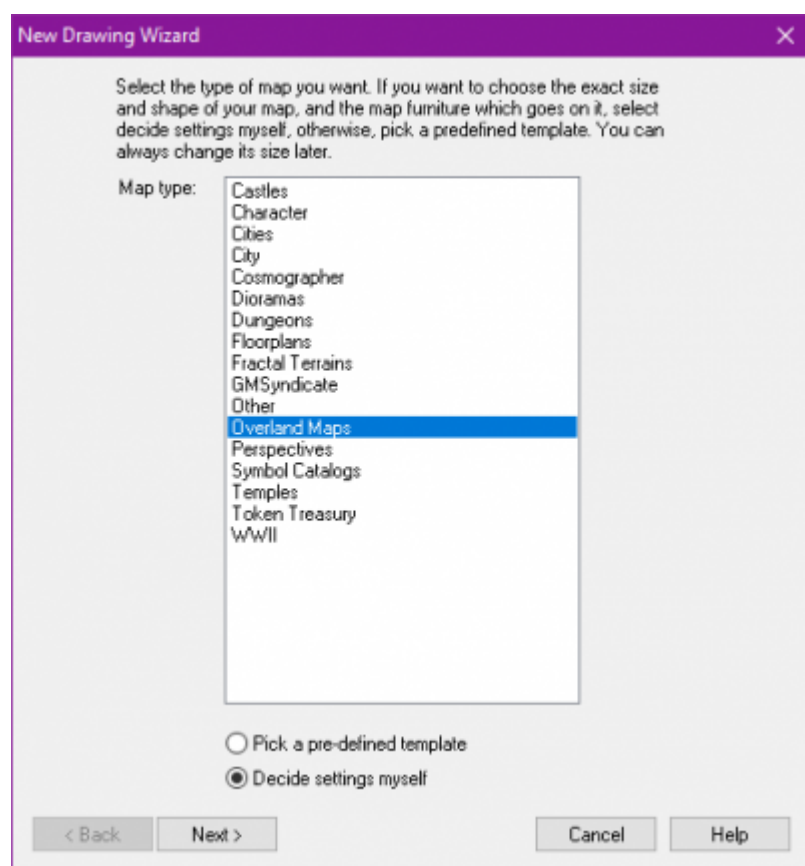 New Drawing Wizard
Select the type of map you want. If you want to choose the exact size
and shape of your map, and the map furniture which goes on it, select
decide settings myself, otherwise, pick a predefined template. You can
always change its size later.
Map type:
Castles
Character
Cities
City
Cosmographer
Dioramas
Dungeons
Floorplans
Fractal Terrains
GMSyndicate
Other
Overland Maps
Perspectives
Symbol Catalogs
Temples
Token Treasury
WWII
Pick a pre-defined template
Decide settings myself
< Back Next > Cancel Help